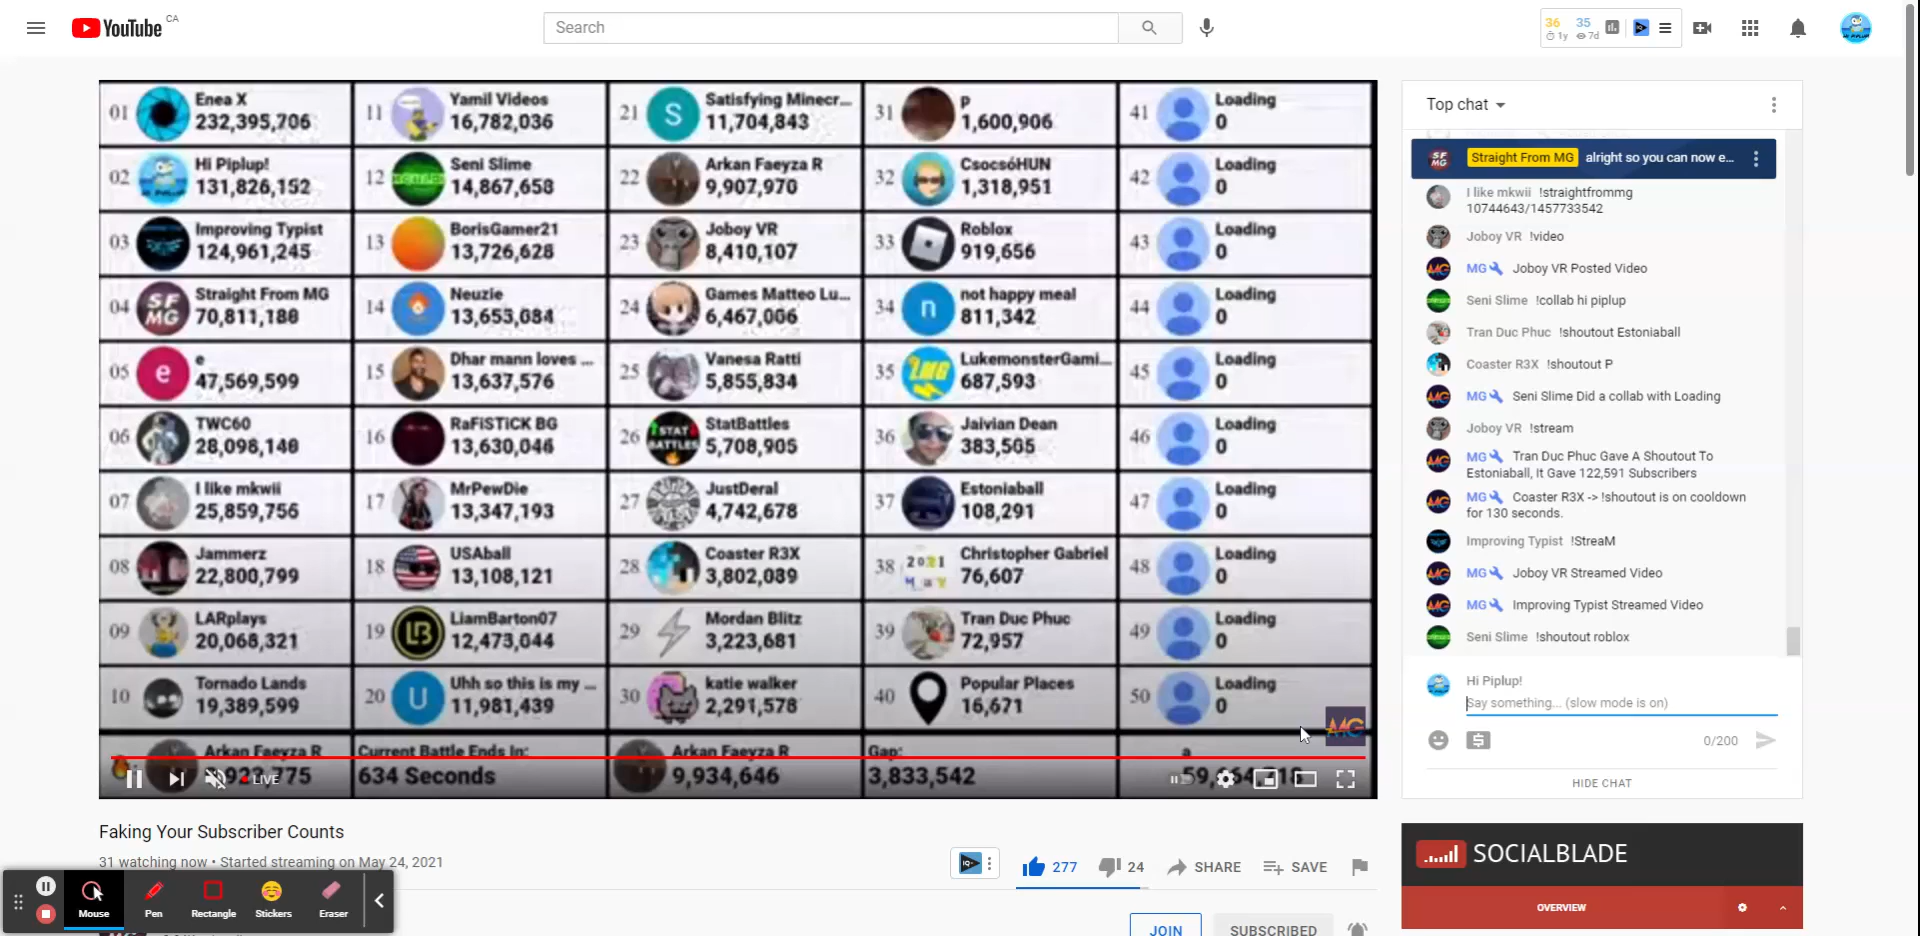 YouTube CA
Search
36 35
1y 7d
01 Enea X
232,395,706
02 Hi Piplup!
131,826,152
03 Improving Typist
124,961,245
04 Straight From MG
70,811,188
05 e
47,569,599
06 TWC60
28,098,148
07 I like mkwii
25,859,756
08 Jammerz
22,800,799
09 LARplays
20,068,321
10 Tornado Lands
19,389,599
11 Yamil Videos
16,782,036
12 Seni Slime
14,867,658
13 BorisGamer21
13,726,628
14 Neuzie
13,653,084
15 Dhar mann loves ...
13,637,576
16 RaFiSTiCK BG
13,630,046
17 MrPewDie
13,347,193
18 USAball
13,108,121
19 LiamBarton07
12,473,044
20 Uhh so this is my ...
11,981,439
21 Satisfying Minecr...
11,704,843
22 Arkan Faeyza R
9,907,970
23 Joboy VR
8,410,107
24 Games Matteo Lu...
6,467,006
25 Vanesa Ratti
5,855,834
26 StatBattles
5,708,905
27 JustDeral
4,742,678
28 Coaster R3X
3,802,089
29 Mordan Blitz
3,223,681
30 katie walker
2,291,578
31 p
1,600,906
32 CsocsóHUN
1,318,951
33 Roblox
919,656
34 not happy meal
811,342
35 LukemonsterGami...
687,593
36 Jaivian Dean
383,505
37 Estoniaball
108,291
38 Christopher Gabriel
76,607
39 Tran Duc Phuc
72,957
40 Popular Places
16,671
41 Loading
0
42 Loading
0
43 Loading
0
44 Loading
0
45 Loading
0
46 Loading
0
47 Loading
0
48 Loading
0
49 Loading
0
50 Loading
0
Arkan Faeyza R
Current Battle Ends In:
634 Seconds
Arkan Faeyza R
9,934,646
Gap:
3,833,542
a
LIVE
MG
Faking Your Subscriber Counts
31 watching now • Started streaming on May 24, 2021
277 24 SHARE SAVE
JOIN SUBSCRIBED
Mouse Pen Rectangle Stickers Eraser
Top chat
Straight From MG alright so you can now e...
I like mkwii !straightfrommg
10744643/1457733542
Joboy VR !video
MG Joboy VR Posted Video
Seni Slime !collab hi piplup
Tran Duc Phuc !shoutout Estoniaball
Coaster R3X !shoutout P
MG Seni Slime Did a collab with Loading
Joboy VR !stream
MG Tran Duc Phuc Gave A Shoutout To
Estoniaball, it Gave 122,591 Subscribers
MG Coaster R3X -> !shoutout is on cooldown
for 130 seconds.
Improving Typist !StreaM
MG Joboy VR Streamed Video
MG Improving Typist Streamed Video
Seni Slime !shoutout roblox
Hi Piplup!
Say something... (slow mode is on)
0/200
HIDE CHAT
SOCIALBLADE
OVERVIEW